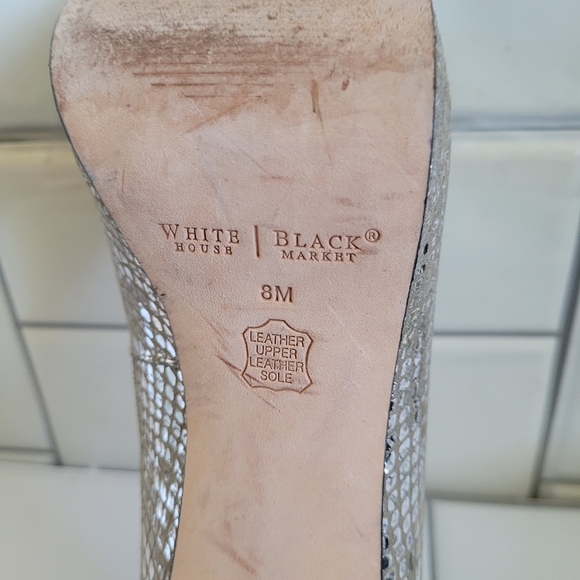 WHITE | BLACK®
HOUSE MARKET
8M
LEATHER
UPPER
LEATHER
SOLE